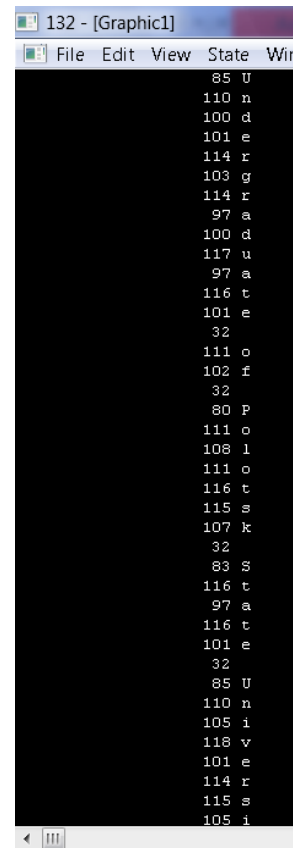 132 - [Graphic1]
File Edit View State Wir
85 U
110 n
100 d
101 e
114 r
103 g
114 r
97 a
100 d
117 u
97 a
116 t
101 e
32
111 o
102 f
32
80 P
111 o
108 l
111 o
116 t
115 s
107 k
32
83 S
116 t
97 a
116 t
101 e
32
85 U
110 n
105 i
118 v
101 e
114 r
115 s
105 i